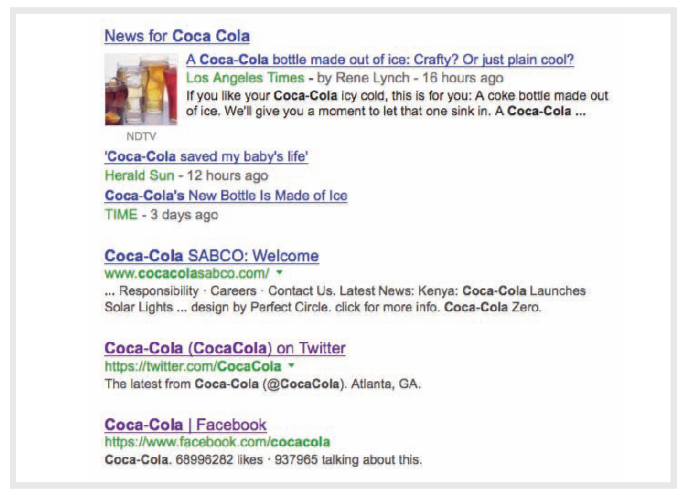 News for Coca Cola
A Coca-Cola bottle made out of ice: Crafty? Or just plain cool?
Los Angeles Times - by Rene Lynch - 16 hours ago
If you like your Coca-Cola icy cold, this is for you: A coke bottle made out
of ice. We'll give you a moment to let that one sink in. A Coca-Cola ...
NDTV
'Coca-Cola saved my baby's life'
Herald Sun - 12 hours ago
Coca-Cola's New Bottle Is Made of Ice
TIME - 3 days ago
Coca-Cola SABCO: Welcome
www.cocacolasabco.com/
... Responsibility · Careers · Contact Us. Latest News: Kenya: Coca-Cola Launches
Solar Lights ... design by Perfect Circle. click for more info. Coca-Cola Zero.
Coca-Cola (CocaCola) on Twitter
https://twitter.com/CocaCola
The latest from Coca-Cola (@CocaCola). Atlanta, GA.
Coca-Cola | Facebook
https://www.facebook.com/cocacola
Coca-Cola. 68996282 likes · 937965 talking about this.